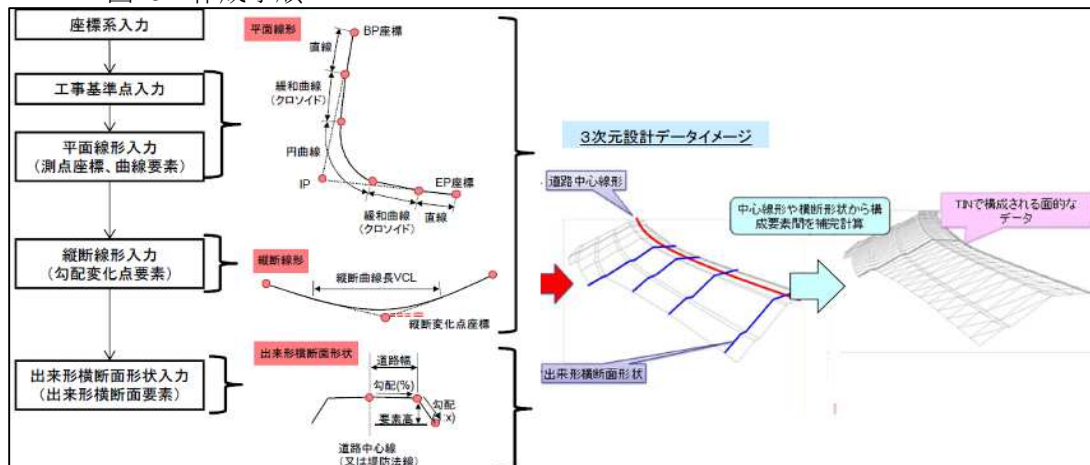 座標系入力
工事基準点入力
平面線形入力
(測点座標、曲線要素)
縦断線形入力
(勾配変化点要素)
出来形横断面形状入力
(出来形横断面要素)
平面線形
BP座標
直線
緩和曲線
(クロソイド)
円曲線
IP
EP座標
緩和曲線
(クロソイド)
直線
縦断線形
縦断曲線長VCL
縦断変化点座標
出来形横断面形状
道路幅
勾配(%)
勾配
要素高
道路中心線
(又は堤防法線)
3次元設計データイメージ
道路中心線形
出来形横断面形状
中心線形や横断形状から構
成要素間を補完計算
TINで構成される面的な
データ